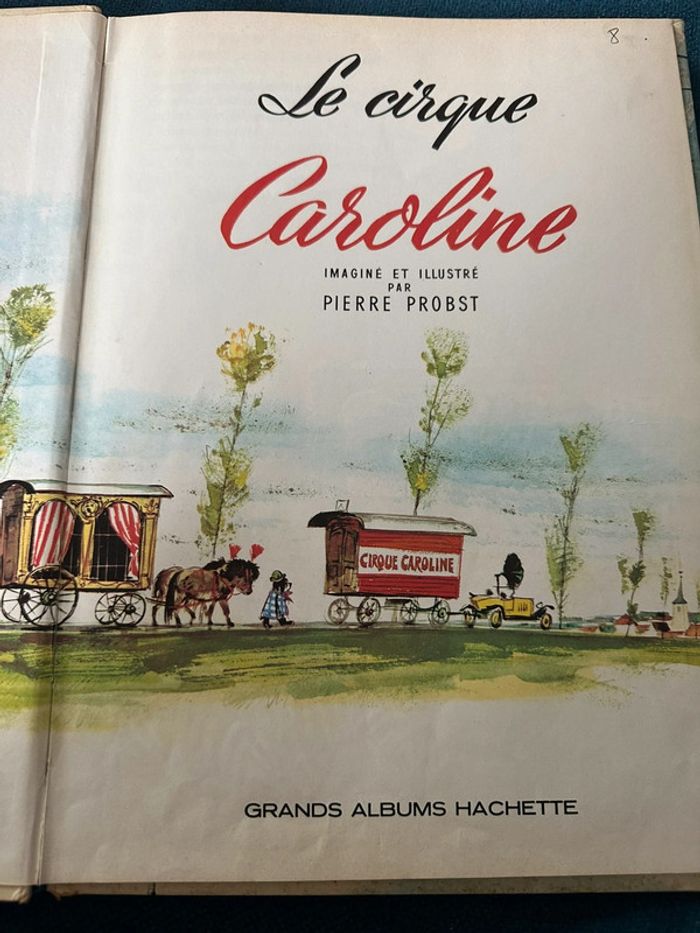 8
Le cirque
Caroline
IMAGINÉ ET ILLUSTRÉ
PAR
PIERRE PROBST
CIRQUE CAROLINE
GRANDS ALBUMS HACHETTE